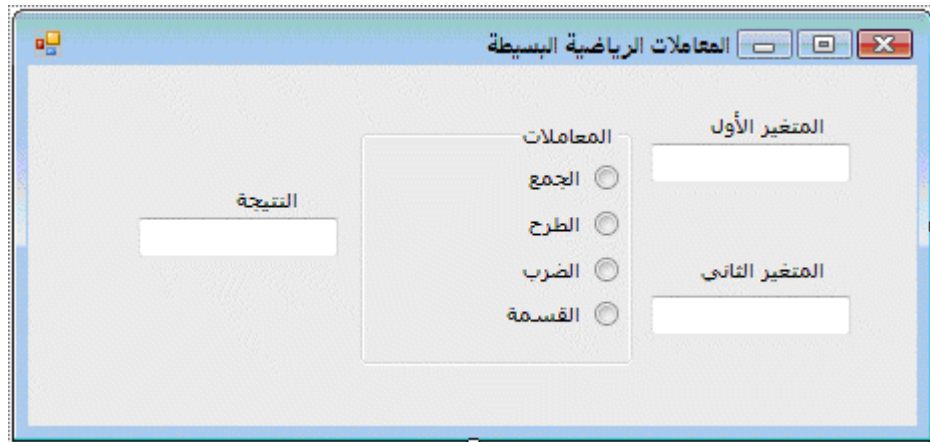 المعاملات الرياضية البسيطة
المتغير الأول
المعاملات
الجمع
الطرح
الضرب
القسمة
المتغير الثاني
النتيجة